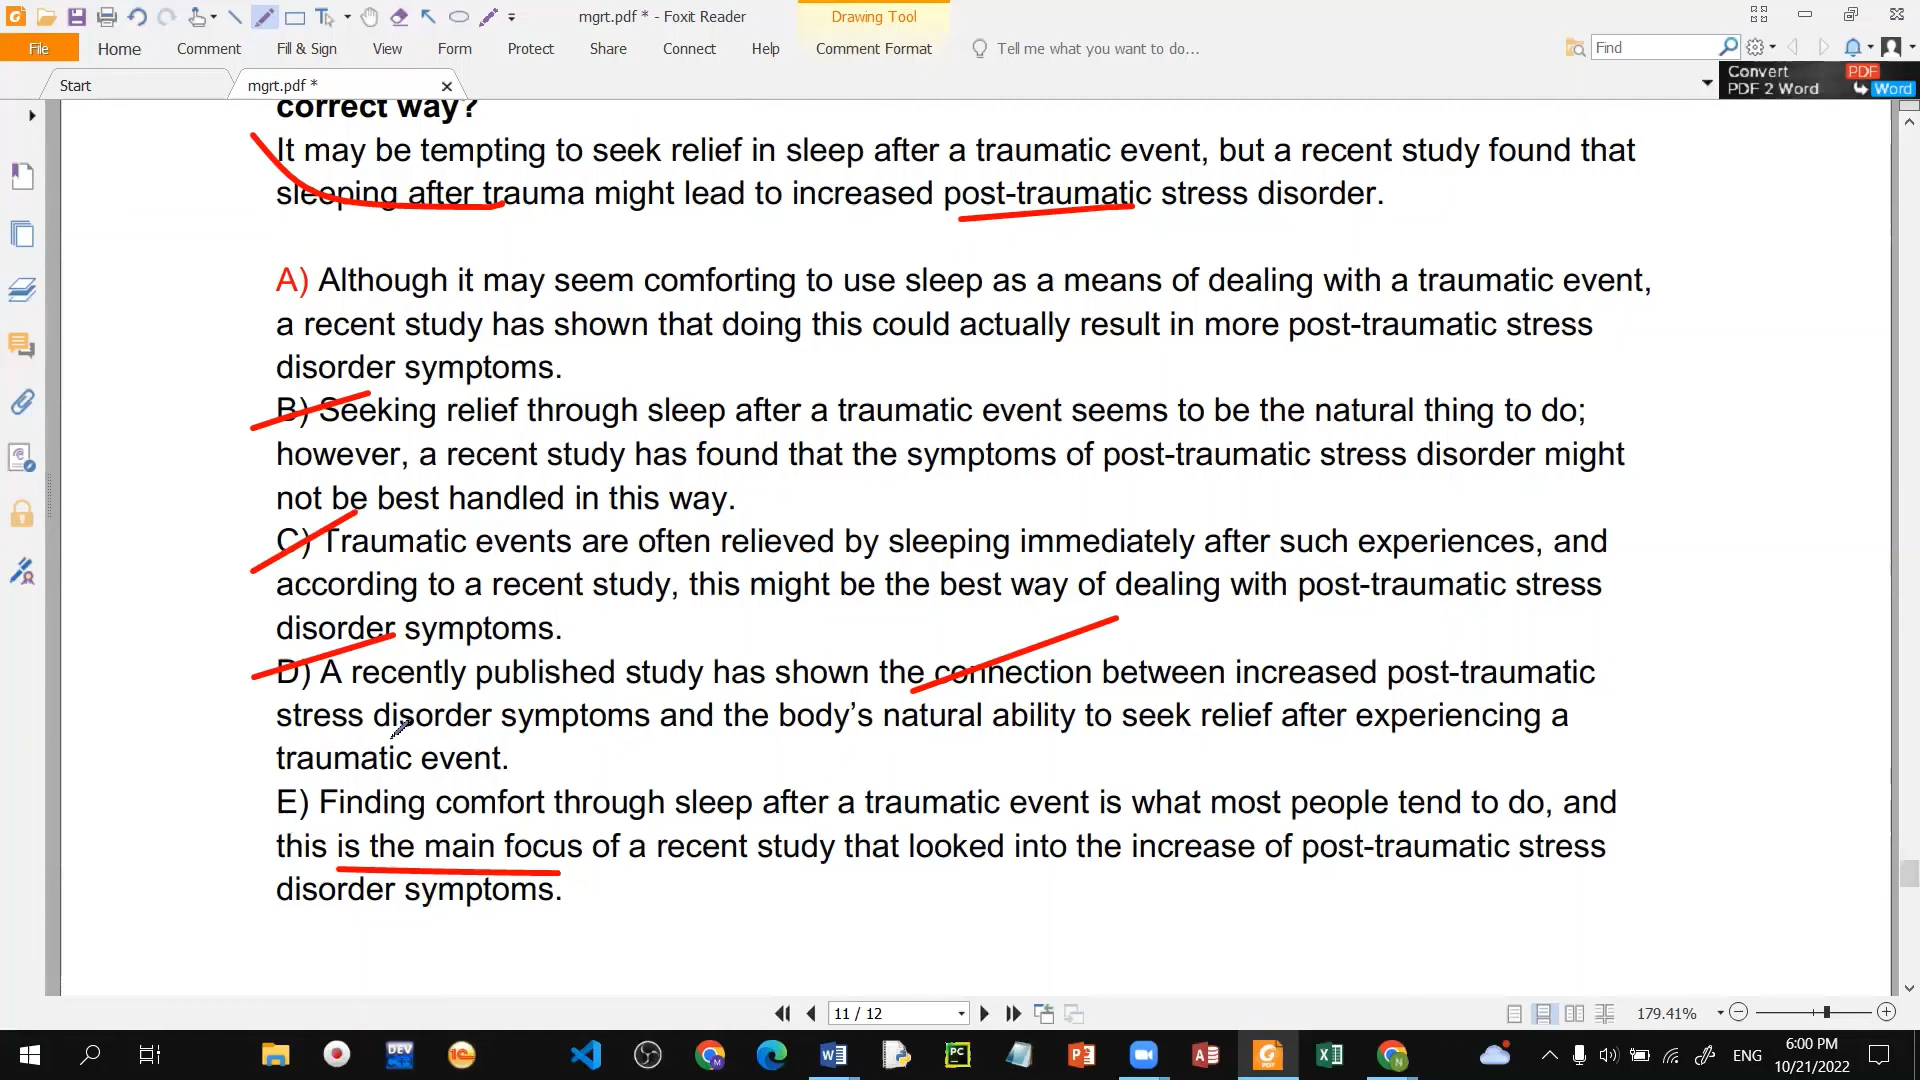 mgrt.pdf * - Foxit Reader
Drawing Tool
File Home Comment Fill & Sign View Form Protect Share Connect Help Comment Format Tell me what you want to do... Find
Start mgrt.pdf *
Convert PDF
PDF 2 Word Word
correct way?
It may be tempting to seek relief in sleep after a traumatic event, but a recent study found that
sleeping after trauma might lead to increased post-traumatic stress disorder.
A) Although it may seem comforting to use sleep as a means of dealing with a traumatic event,
a recent study has shown that doing this could actually result in more post-traumatic stress
disorder symptoms.
B) Seeking relief through sleep after a traumatic event seems to be the natural thing to do;
however, a recent study has found that the symptoms of post-traumatic stress disorder might
not be best handled in this way.
C) Traumatic events are often relieved by sleeping immediately after such experiences, and
according to a recent study, this might be the best way of dealing with post-traumatic stress
disorder symptoms.
D) A recently published study has shown the connection between increased post-traumatic
stress disorder symptoms and the body’s natural ability to seek relief after experiencing a
traumatic event.
E) Finding comfort through sleep after a traumatic event is what most people tend to do, and
this is the main focus of a recent study that looked into the increase of post-traumatic stress
disorder symptoms.
11 / 12
179.41%
DEV
PC
ENG
6:00 PM
10/21/2022